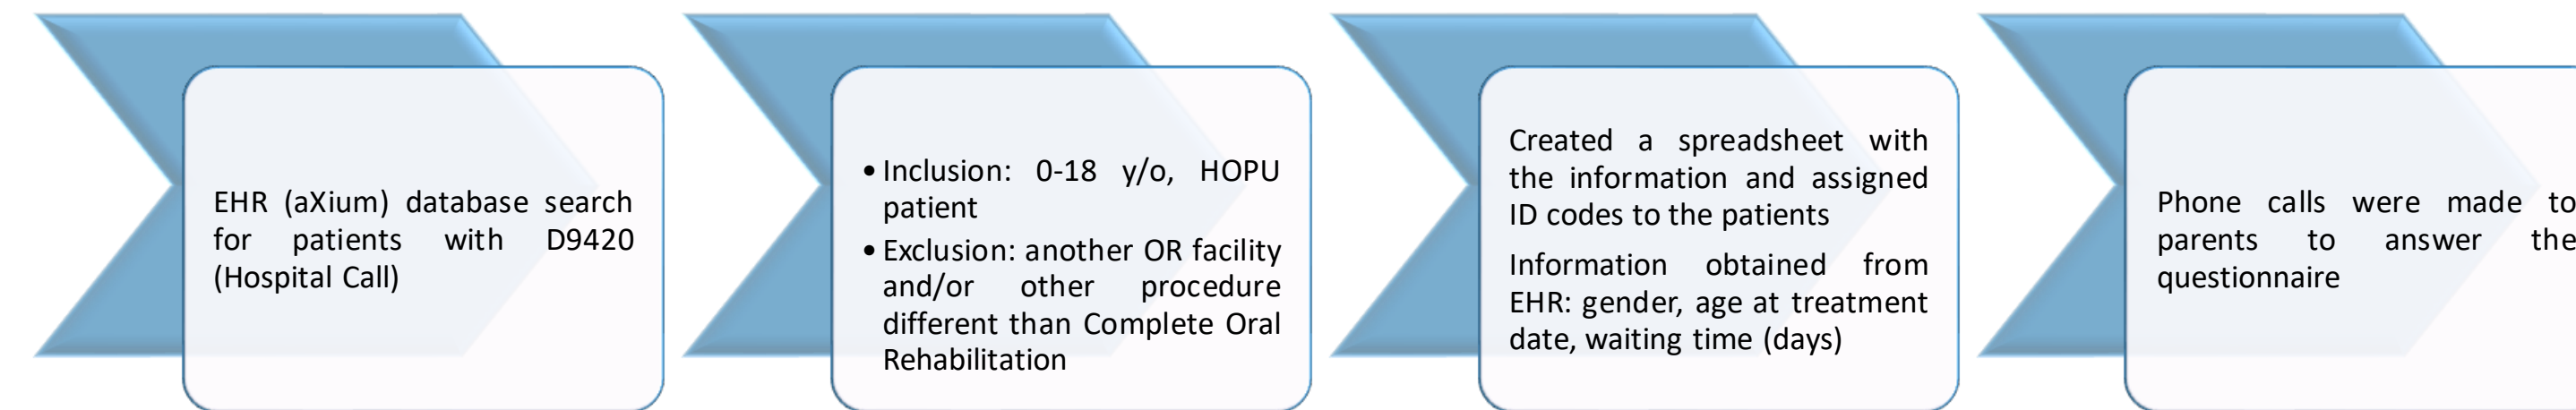 EHR (aXium) database search
for patients with D9420
(Hospital Call)
• Inclusion: 0-18 y/o, HOPU
patient
• Exclusion: another OR facility
and/or other procedure
different than Complete Oral
Rehabilitation
Created a spreadsheet with
the information and assigned
ID codes to the patients
Information obtained from
EHR: gender, age at treatment
date, waiting time (days)
Phone calls were made to
parents to answer the
questionnaire